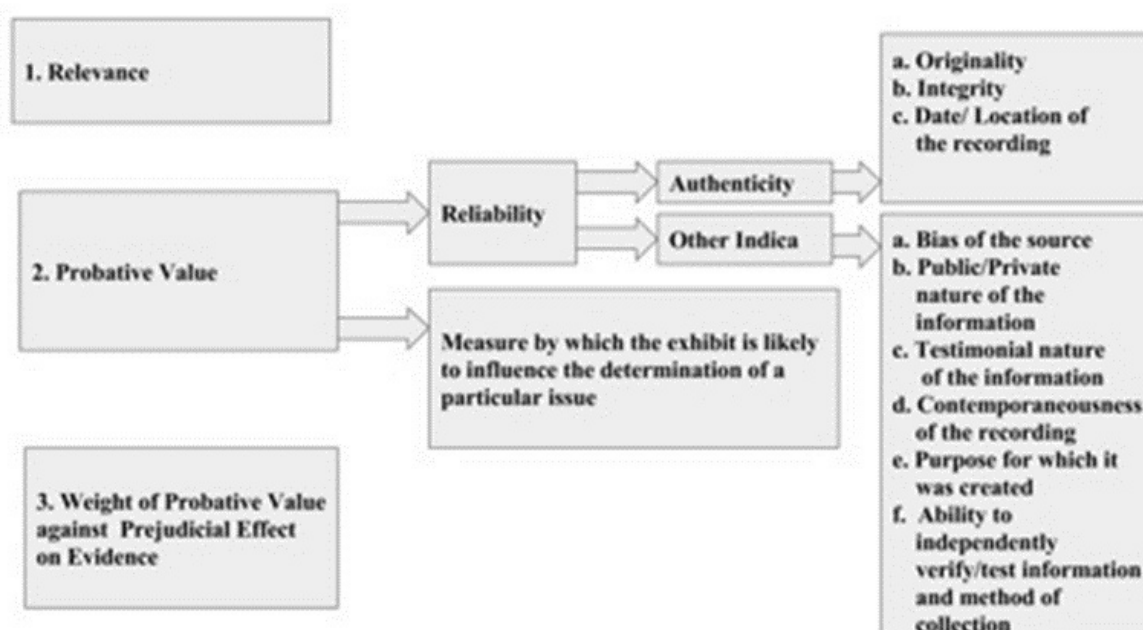 1. Relevance
2. Probative Value
3. Weight of Probative Value
against Prejudicial Effect
on Evidence
Reliability
Measure by which the exhibit is likely
to influence the determination of a
particular issue
Authenticity
Other Indica
a. Originality
b. Integrity
c. Date/ Location of
the recording
a. Bias of the source
b. Public/Private
nature of the
information
c. Testimonial nature
of the information
d. Contemporaneousness
of the recording
e. Purpose for which it
was created
f. Ability to
independently
verify/test information
and method of
collection